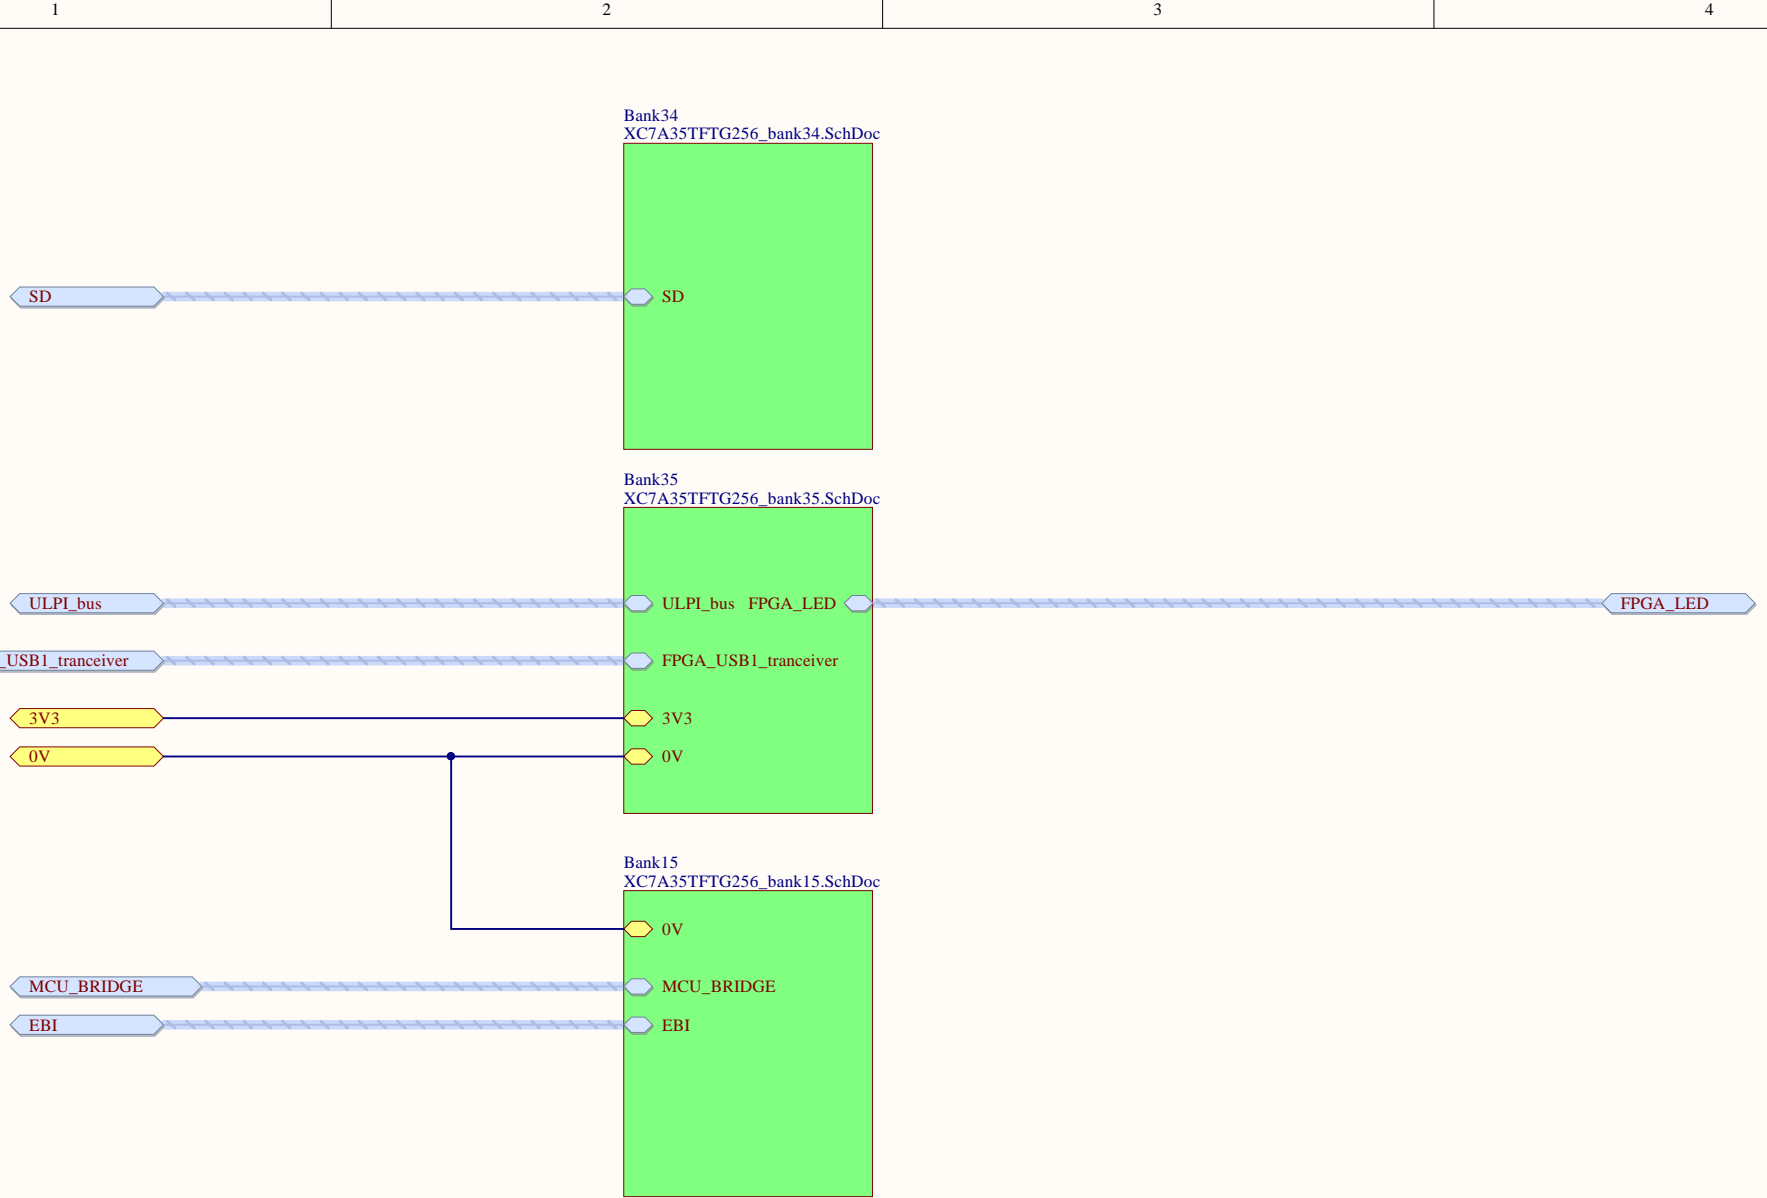 1 2 3 4
Bank34
XC7A35TFTG256_bank34.SchDoc
SD SD
Bank35
XC7A35TFTG256_bank35.SchDoc
ULPI_bus ULPI_bus FPGA_LED FPGA_LED
_USB1_tranceiver FPGA_USB1_tranceiver
3V3 3V3
0V 0V
Bank15
XC7A35TFTG256_bank15.SchDoc
0V
MCU_BRIDGE MCU_BRIDGE
EBI EBI